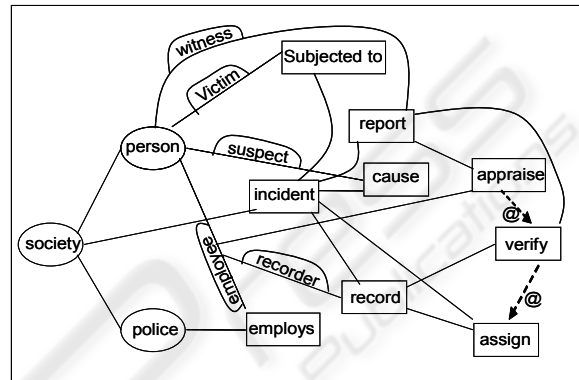 witness
Subjected to
Victim
report
person
suspect
cause
appraise
incident
@
society
employee
verify
recorder
record
@
police
employs
assign